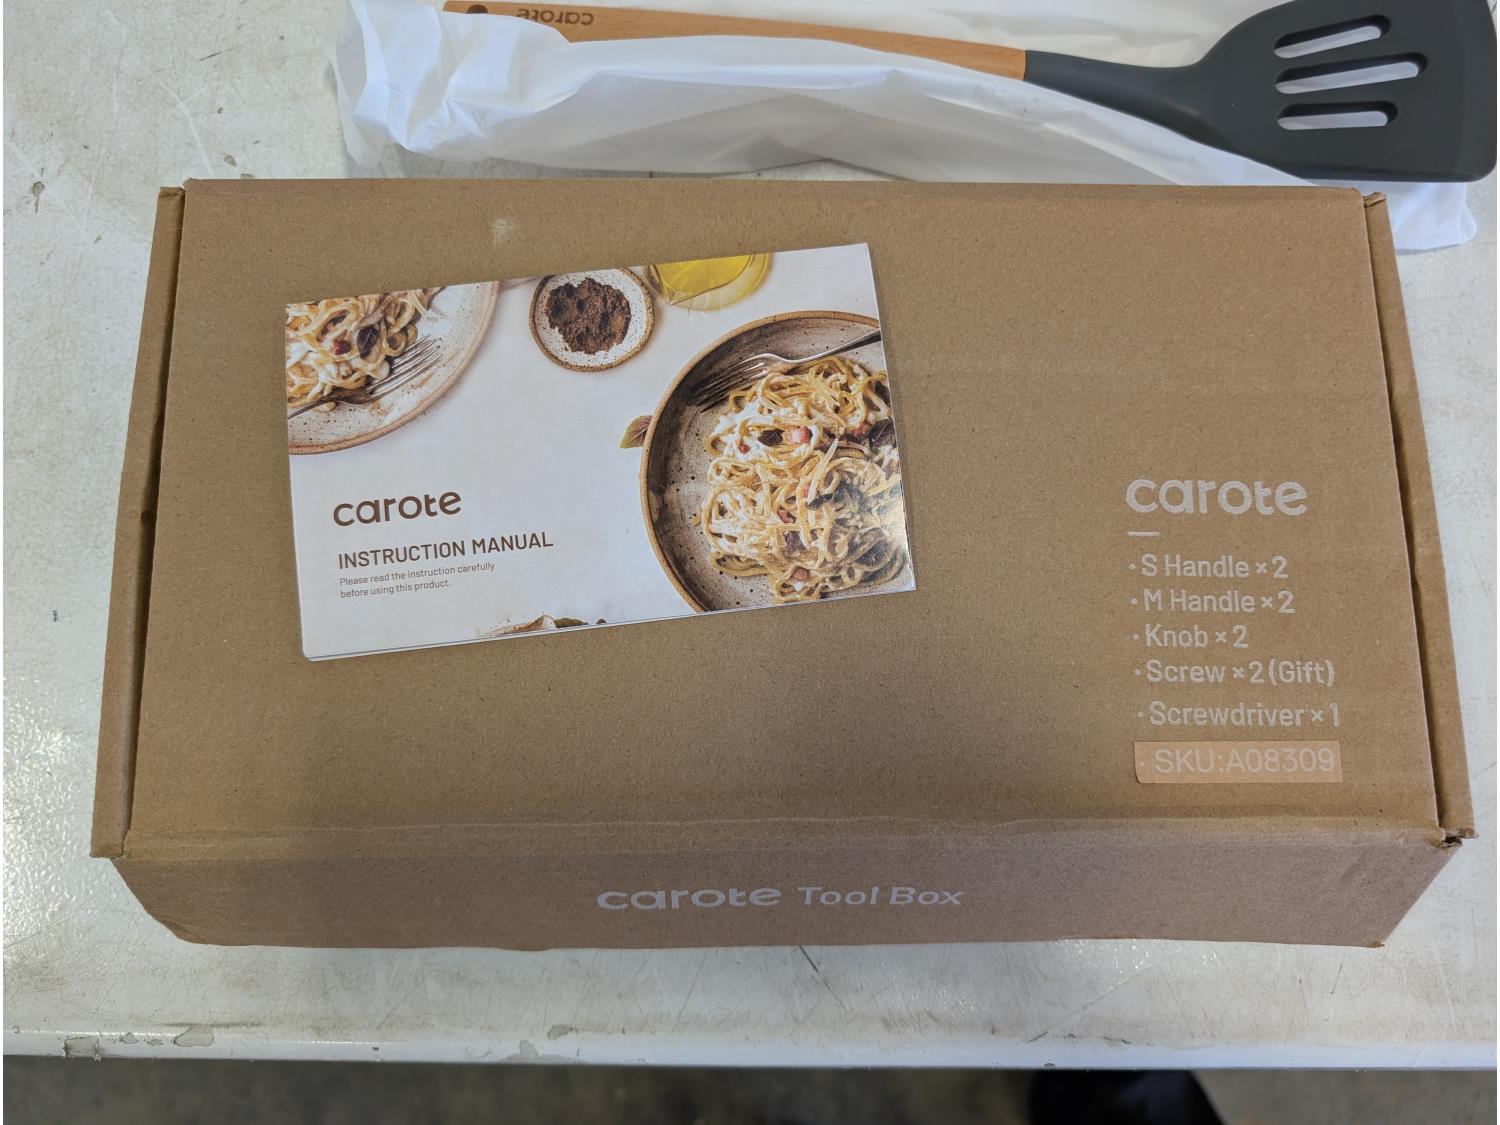 carote
carote
INSTRUCTION MANUAL
Please read the instruction carefully
before using this product.
carote
· S Handle × 2
· M Handle × 2
· Knob × 2
· Screw × 2 (Gift)
· Screwdriver × 1
· SKU:A08309
carote Tool Box